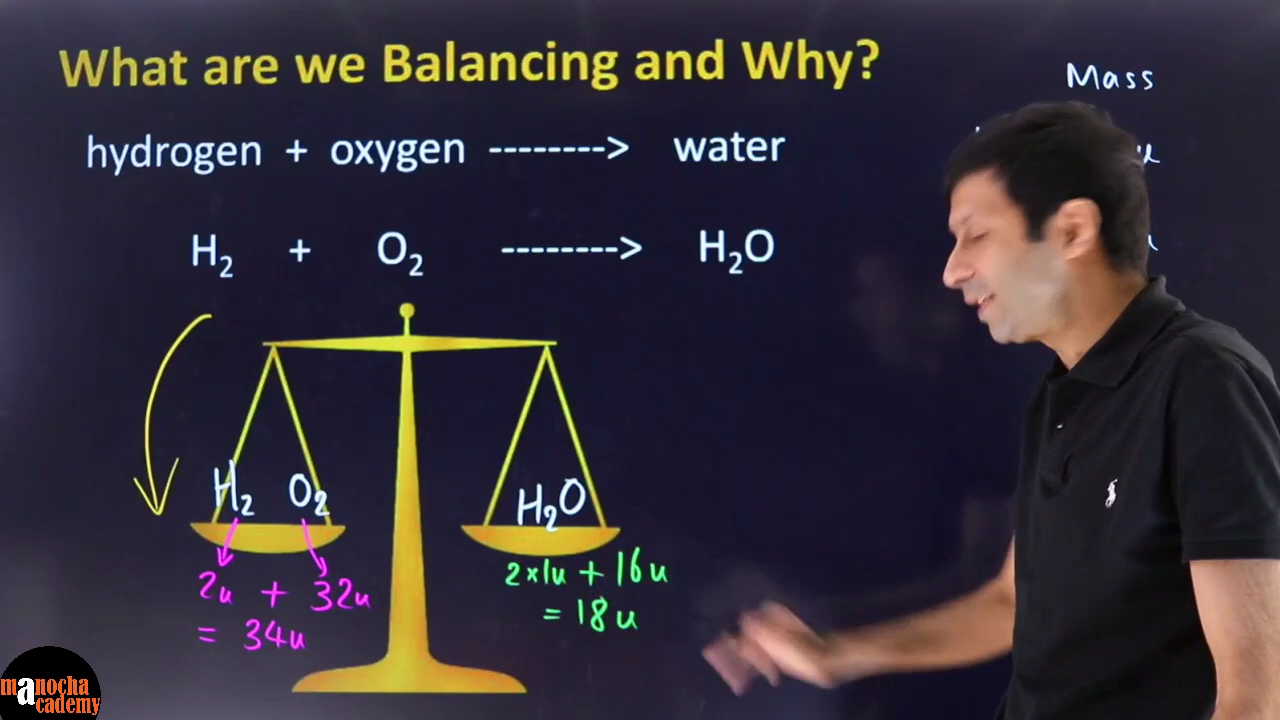 What are we Balancing and Why?
Mass
hydrogen + oxygen --------> water
u
H₂ + O₂ --------> H₂O
H₂ O₂
H₂O
2u + 32u
= 34u
2×1u + 16u
= 18u
manocha
academy